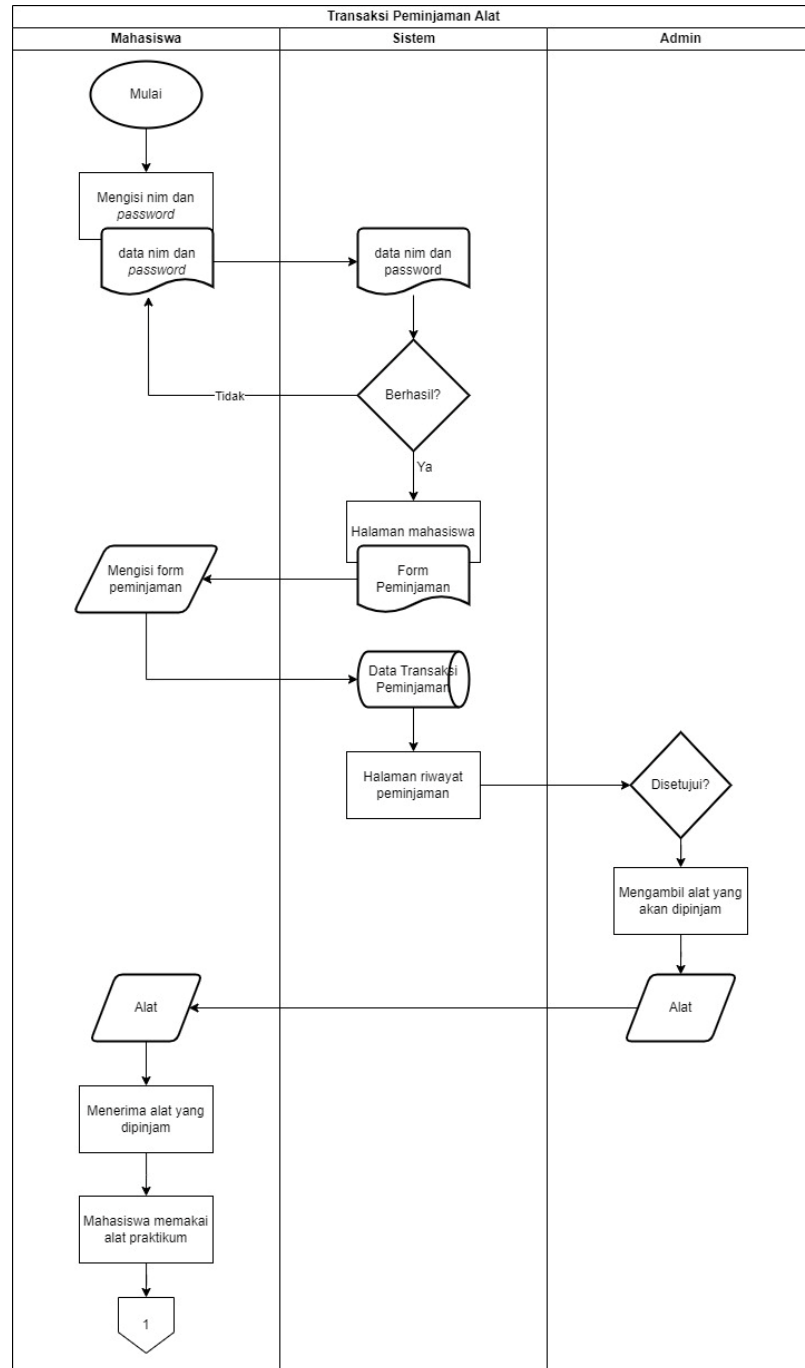 Transaksi Peminjaman Alat
Mahasiswa
Sistem
Admin
Mulai
Mengisi nim dan
password
data nim dan
password
data nim dan
password
Berhasil?
Tidak
Ya
Halaman mahasiswa
Form
Peminjaman
Mengisi form
peminjaman
Data Transaksi
Peminjaman
Halaman riwayat
peminjaman
Disetujui?
Mengambil alat yang
akan dipinjam
Alat
Alat
Menerima alat yang
dipinjam
Mahasiswa memakai
alat praktikum
1